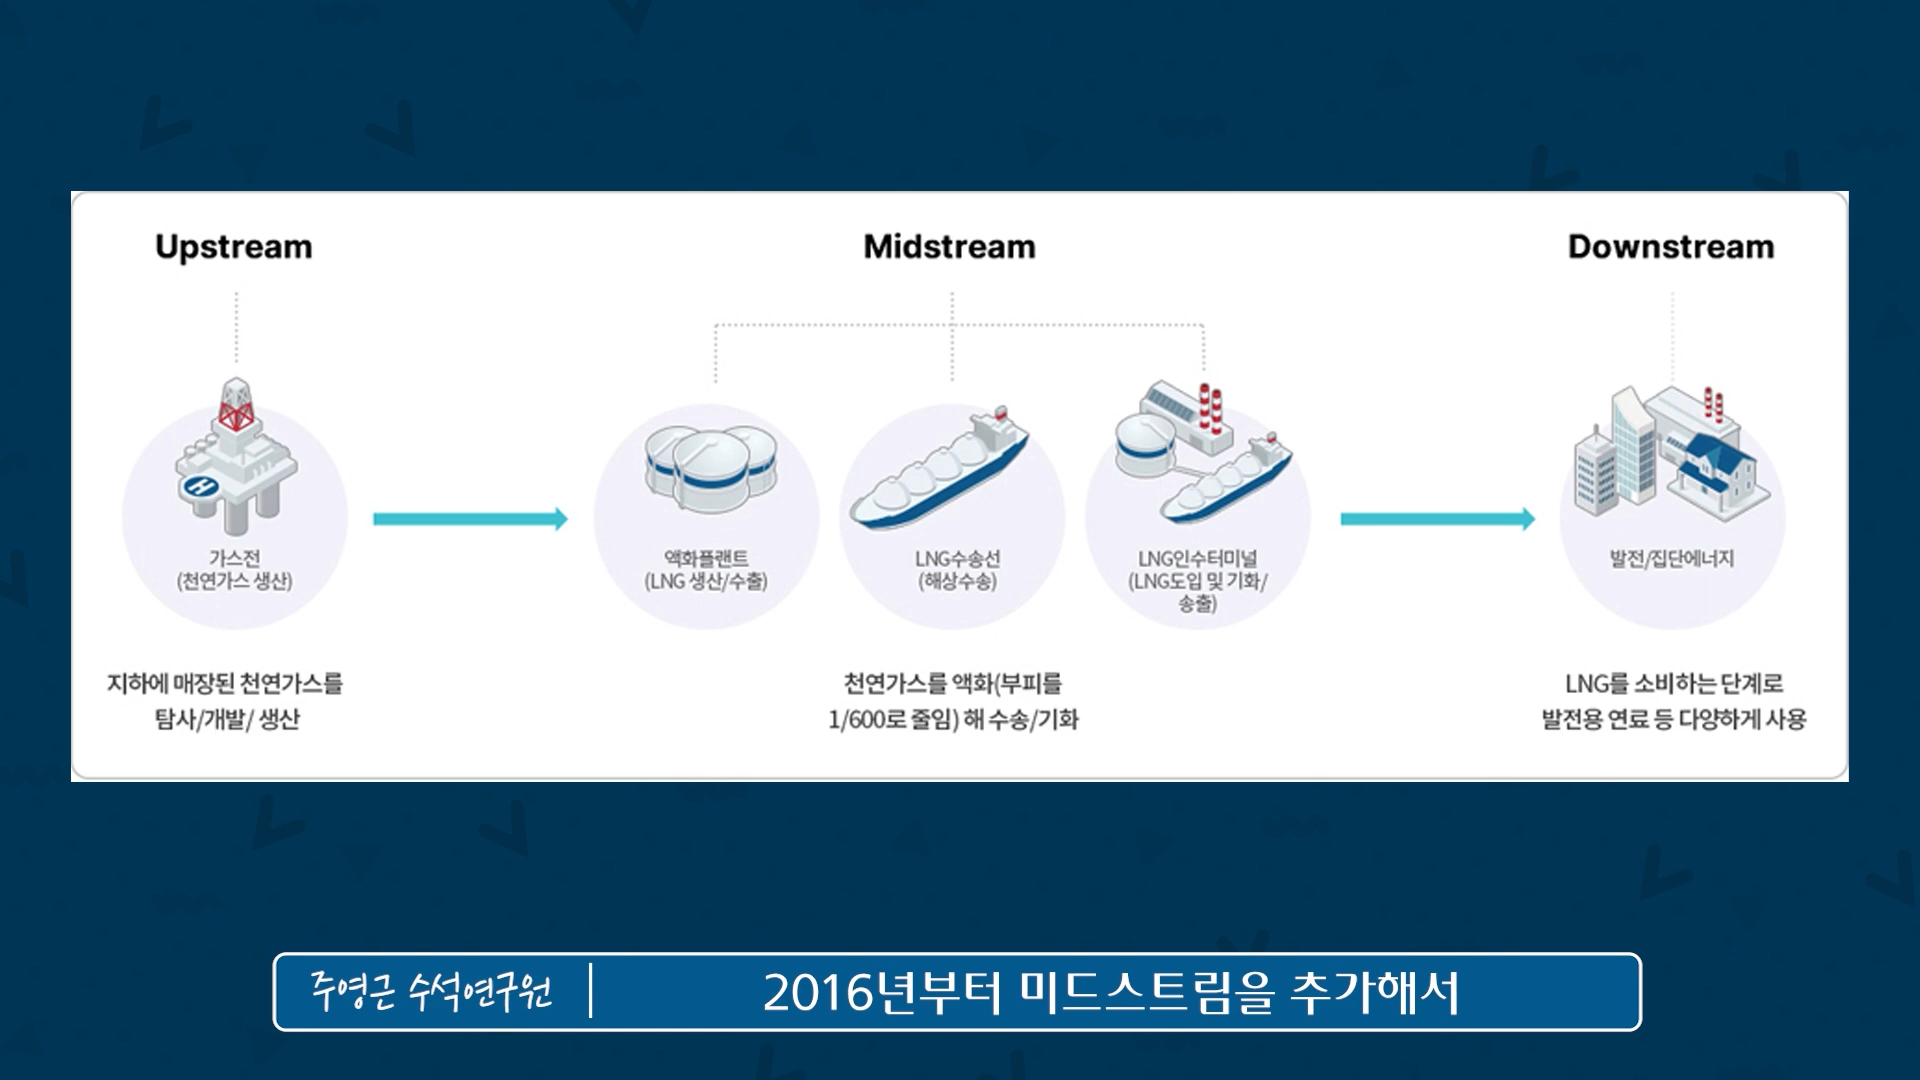 Upstream
Midstream
Downstream
H
가스전
(천연가스 생산)
액화플랜트
(LNG 생산/수출)
LNG수송선
(해상수송)
LNG인수터미널
(LNG도입 및 기화/
송출)
발전/집단에너지
지하에 매장된 천연가스를
탐사/개발/ 생산
천연가스를 액화(부피를
1/600로 줄임) 해 수송/기화
LNG를 소비하는 단계로
발전용 연료 등 다양하게 사용
주영근 수석연구원
2016년부터 미드스트림을 추가해서